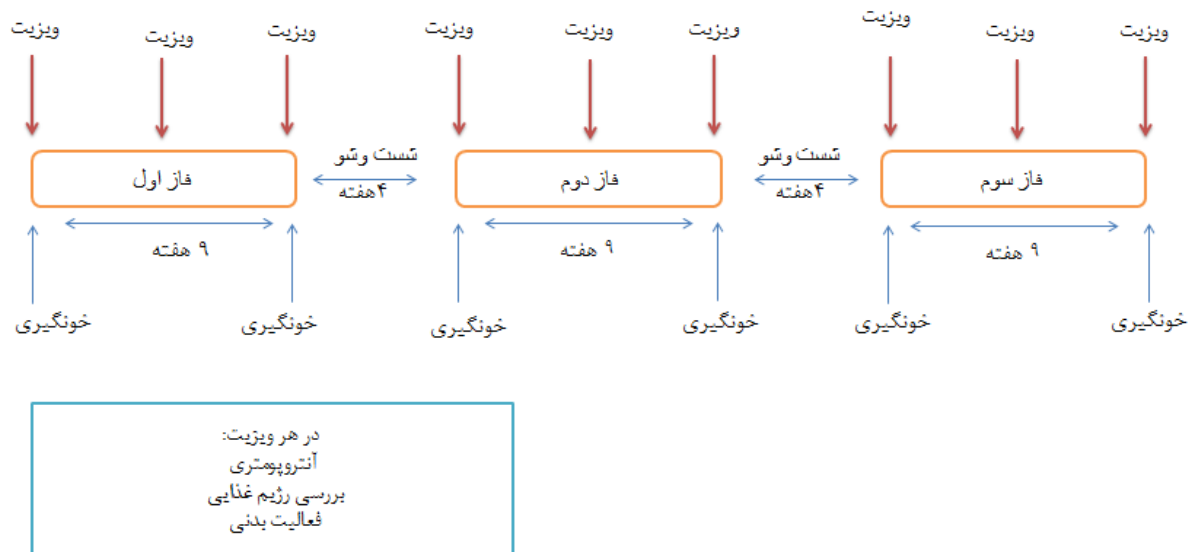 ویزیت
ویزیت
ویزیت
ویزیت
ویزیت
ویزیت
ویزیت
ویزیت
ویزیت
فاز اول
شست وشو
۴هفته
فاز دوم
شست وشو
۴هفته
فاز سوم
۹ هفته
۹ هفته
۹ هفته
خونگیری
خونگیری
خونگیری
خونگیری
خونگیری
خونگیری
در هر ویزیت:
آنتروپومتری
بررسی رژیم غذایی
فعالیت بدنی